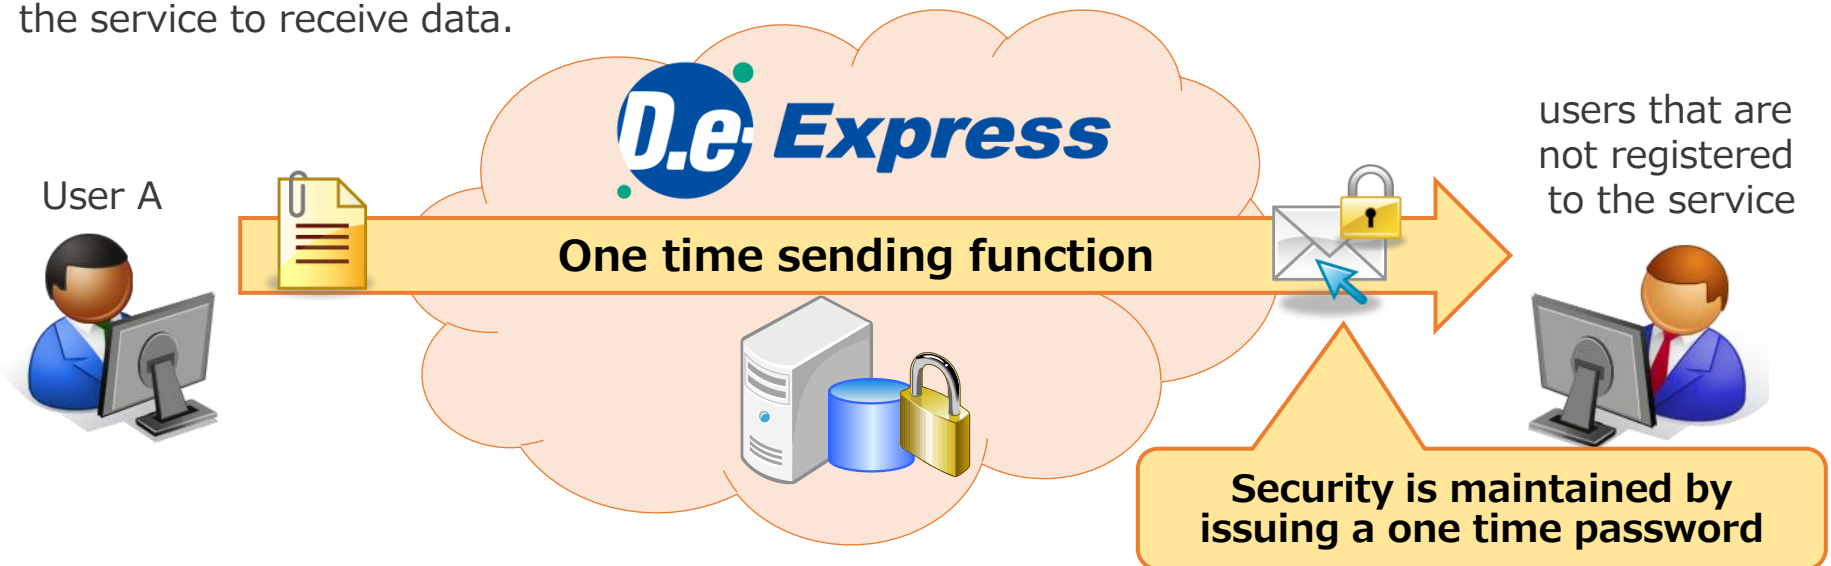 the service to receive data.
D.e- Express
users that are
not registered
to the service
User A
One time sending function
Security is maintained by
issuing a one time password